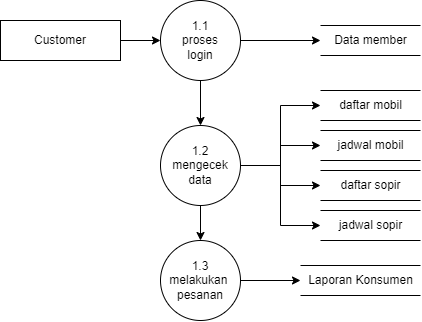 Customer
1.1
proses
login
Data member
1.2
mengecek
data
daftar mobil
jadwal mobil
daftar sopir
jadwal sopir
1.3
melakukan
pesanan
Laporan Konsumen